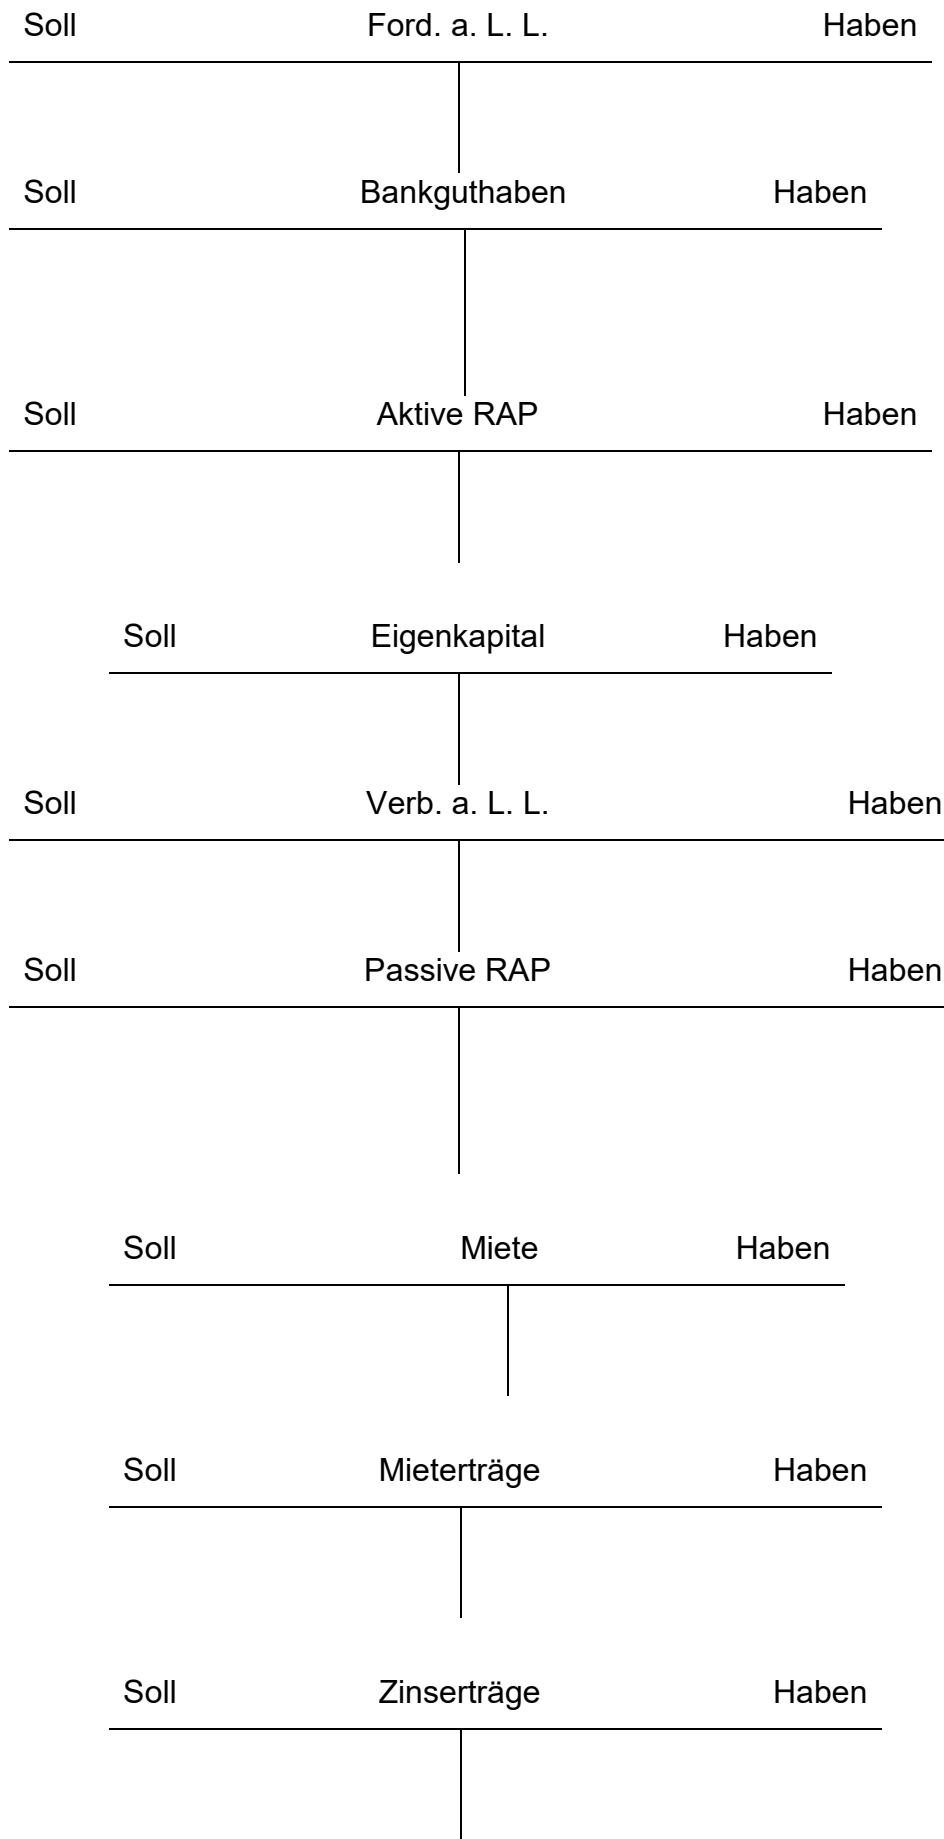 Soll Ford. a. L. L. Haben
Soll Bankguthaben Haben
Soll Aktive RAP Haben
Soll Eigenkapital Haben
Soll Verb. a. L. L. Haben
Soll Passive RAP Haben
Soll Miete Haben
Soll Mieterträge Haben
Soll Zinserträge Haben